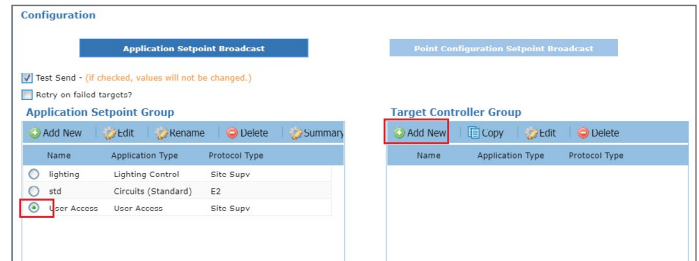 Configuration
Application Setpoint Broadcast
Point Configuration Setpoint Broadcast
Test Send - (if checked, values will not be changed.)
Retry on failed targets?
Application Setpoint Group
Add New Edit Rename Delete Summary
Name Application Type Protocol Type
lighting Lighting Control Site Supv
std Circuits (Standard) E2
User Access User Access Site Supv
Target Controller Group
Add New Copy Edit Delete
Name Application Type Protocol Type